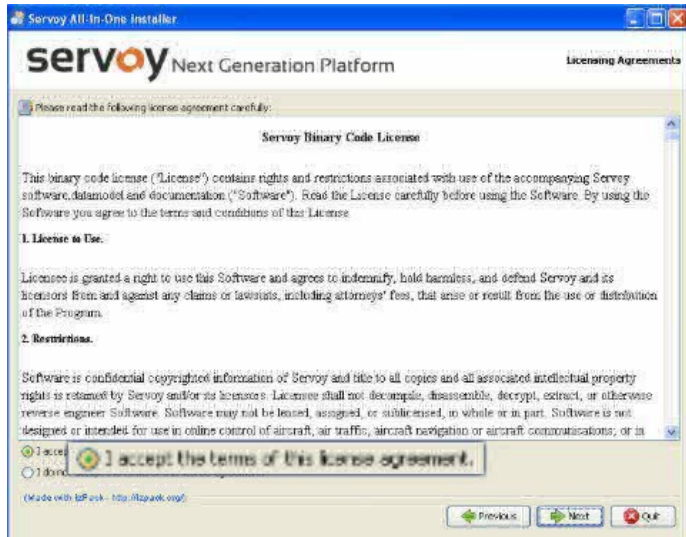 Servoy All-In-One Installer
servoy Next Generation Platform
Licensing Agreements
Please read the following license agreement carefully:
Servoy Binary Code License
This binary code license ("License") contains rights and restrictions associated with use of the accompanying Servoy
software,datamodel and documentation ("Software"). Read the License carefully before using the Software. By using the
Software you agree to the terms and conditions of this License
1. License to Use.
Licensee is granted a right to use this Software and agrees to indemnify, hold harmless, and defend Servoy and its
licensors from and against any claims or lawsuits, including attorneys' fees, that arise or result from the use or distribution
of the Program.
2. Restrictions.
Software is confidential copyrighted information of Servoy and title to all copies and all associated intellectual property
rights is retained by Servoy and/or its licensors. Licensee shall not decompile, disassemble, decrypt, extract, or otherwise
reverse engineer Software. Software may not be leased, assigned, or sublicensed, in whole or in part. Software is not
designed or intended for use in online control of aircraft, air traffic, aircraft navigation or aircraft communications; or in
I accept the terms of this license agreement.
(Made with IzPack - http://izpack.org/)
Previous
Next
Quit